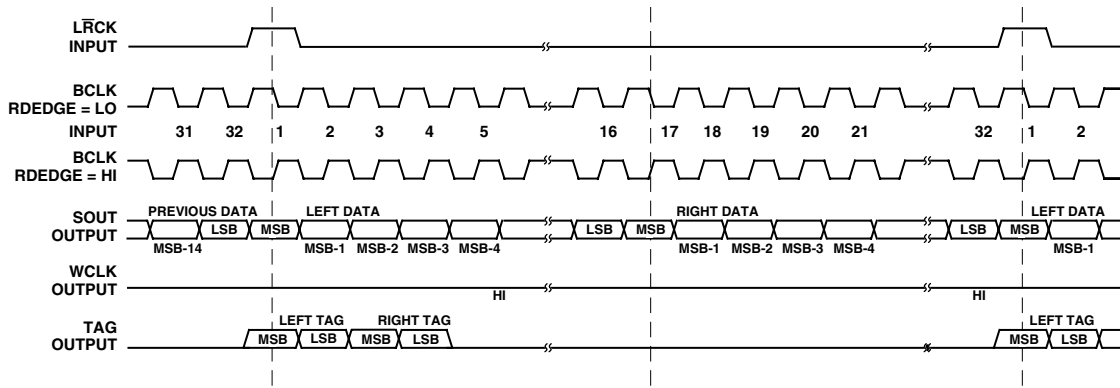 LRCK
INPUT
BCLK
RDEDGE = LO
INPUT 31 32 1 2 3 4 5 16 17 18 19 20 21 32 1 2
BCLK
RDEDGE = HI
SOUT
OUTPUT
PREVIOUS DATA LEFT DATA RIGHT DATA LEFT DATA
LSB MSB LSB MSB LSB MSB
MSB-14 MSB-1 MSB-2 MSB-3 MSB-4 MSB-1 MSB-2 MSB-3 MSB-4 MSB-1
WCLK
OUTPUT
HI HI
TAG
OUTPUT
LEFT TAG RIGHT TAG LEFT TAG
MSB LSB MSB LSB MSB LSB